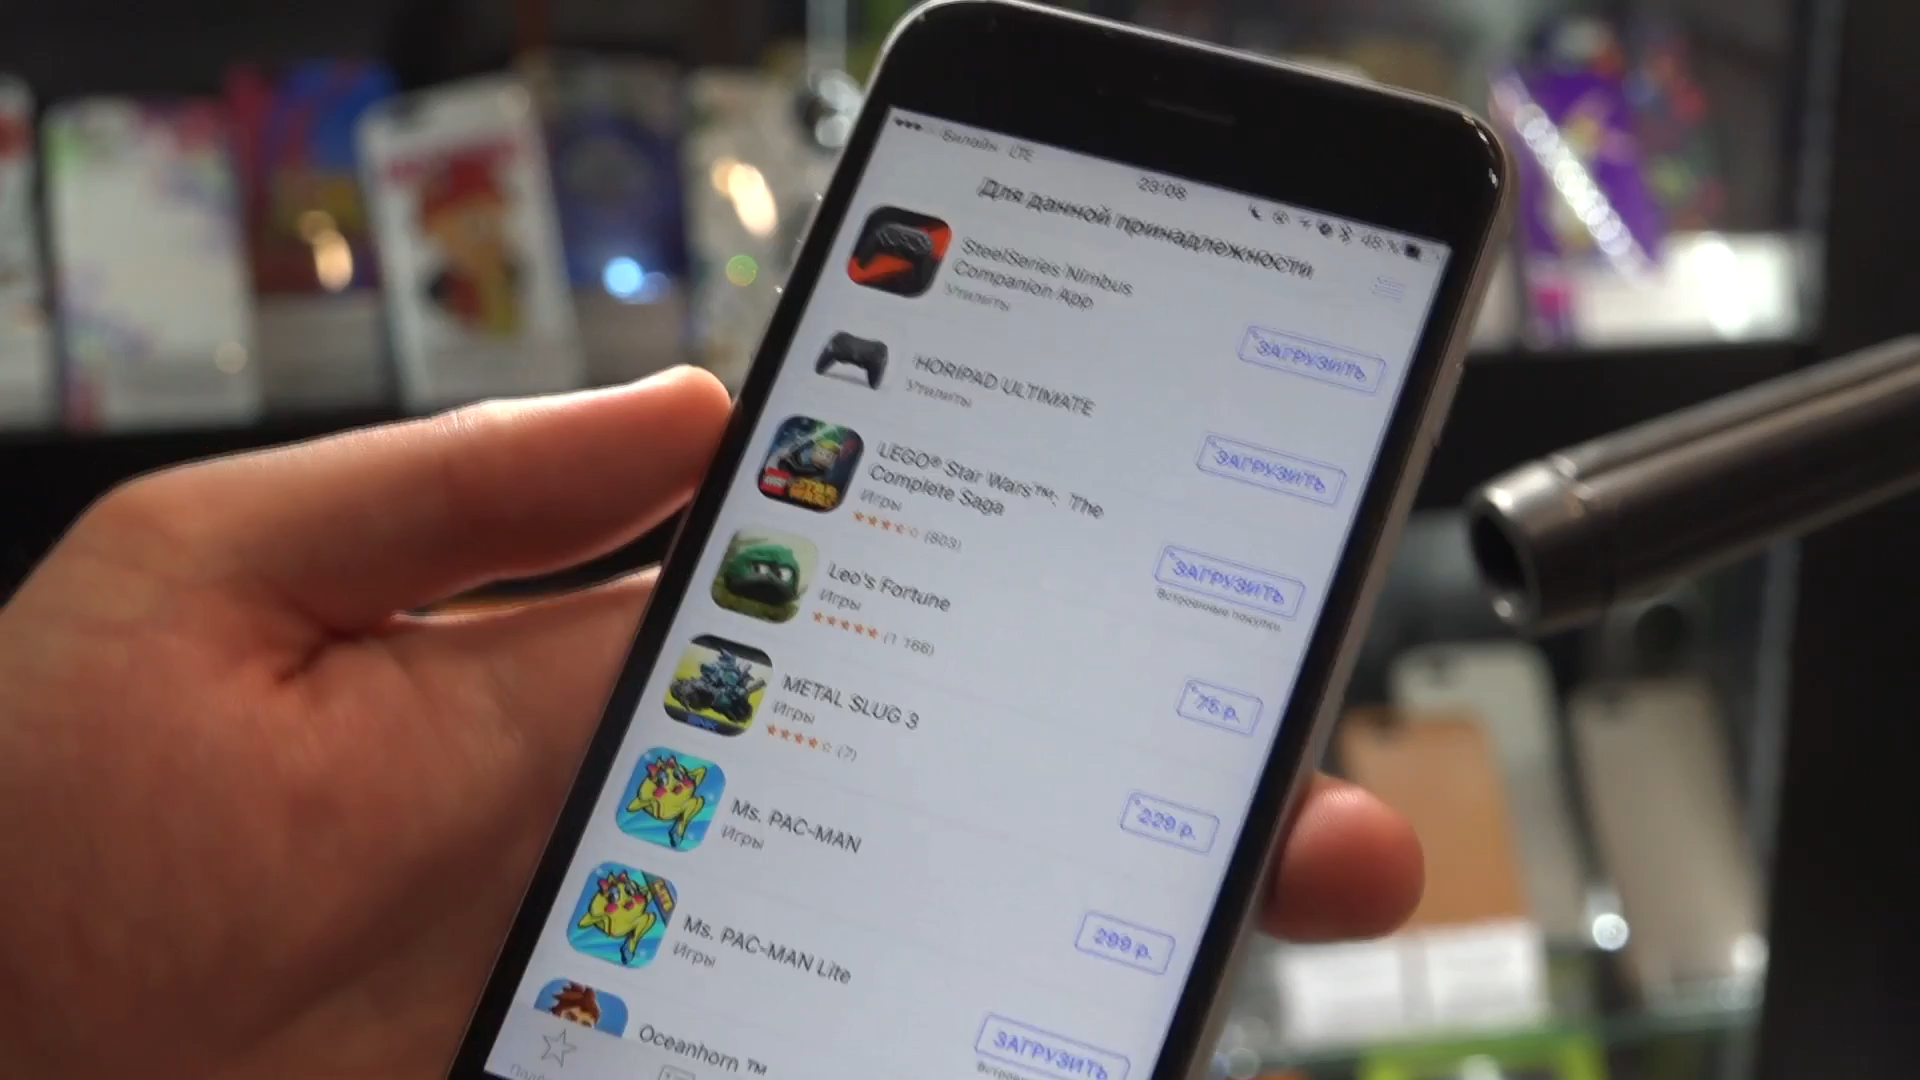 Билайн LTE
23:08
48 %
Для данной принадлежности
SteelSeries Nimbus
Companion App
Утилиты
ЗАГРУЗИТЬ
HORIPAD ULTIMATE
Утилиты
ЗАГРУЗИТЬ
LEGO® Star Wars™: The
Complete Saga
Игры
(803)
ЗАГРУЗИТЬ
Встроенные покупки
Leo's Fortune
Игры
(1 166)
75 р.
METAL SLUG 3
Игры
(7)
229 р.
Ms. PAC-MAN
Игры
299 р.
Ms. PAC-MAN Lite
Игры
ЗАГРУЗИТЬ
Oceanhorn ™